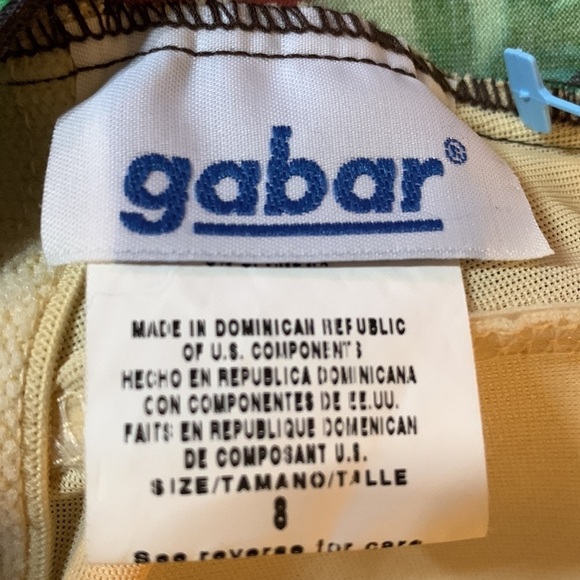 gabar®
MADE IN DOMINICAN REPUBLIC
OF U.S. COMPONENTS
HECHO EN REPUBLICA DOMINICANA
CON COMPONENTES DE EE.UU.
FAITS EN REPUBLIQUE DOMENICAN
DE COMPOSANT U.S.
SIZE/TAMANO/TALLE
8
See reverse for care